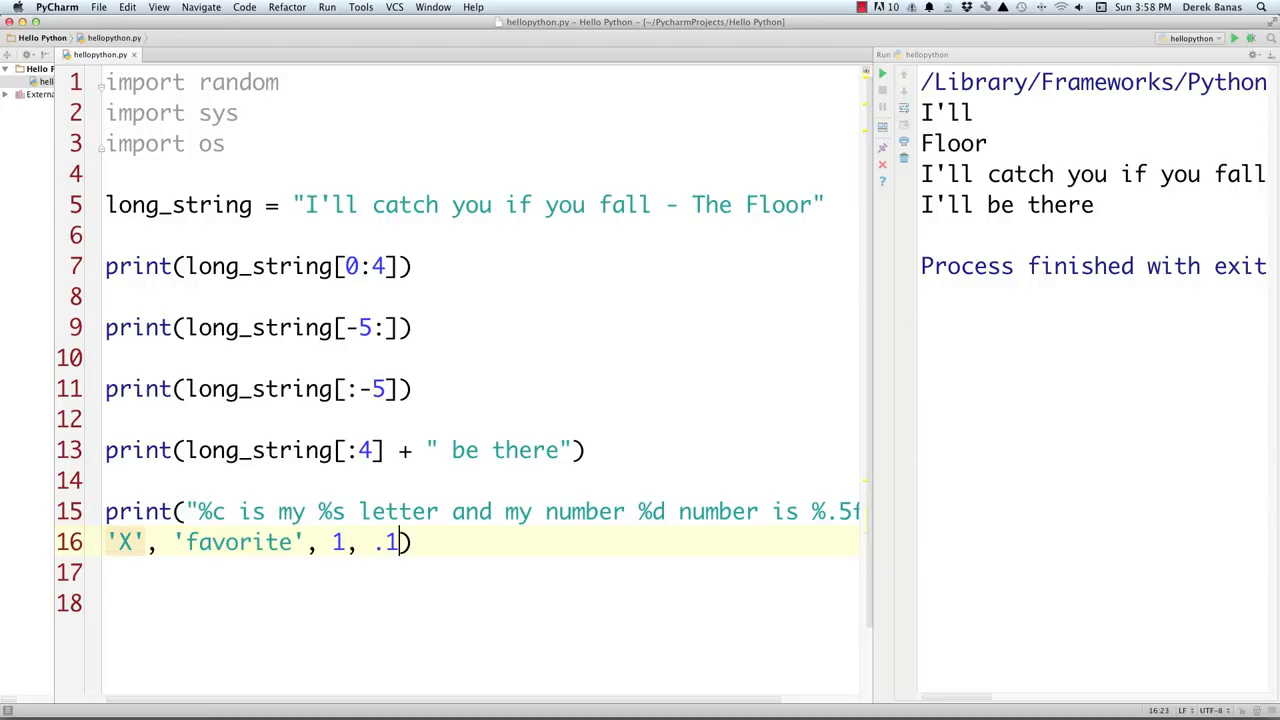 PyCharm File Edit View Navigate Code Refactor Run Tools VCS Window Help 10 Sun 3:58 PM Derek Banas
hellopython.py - Hello Python - [~/PycharmProjects/Hello Python]
Hello Python hellopython.py hellopython
hellopython.py Run hellopython
Hello
hell
Externa
1 import random
2 import sys
3 import os
4
5 long_string = "I'll catch you if you fall - The Floor"
6
7 print(long_string[0:4])
8
9 print(long_string[-5:])
10
11 print(long_string[:-5])
12
13 print(long_string[:4] + " be there")
14
15 print("%c is my %s letter and my number %d number is %.5f
16 'X', 'favorite', 1, .1)
17
18
/Library/Frameworks/Python
I'll
Floor
I'll catch you if you fall
I'll be there
Process finished with exit
16:23 LF UTF-8